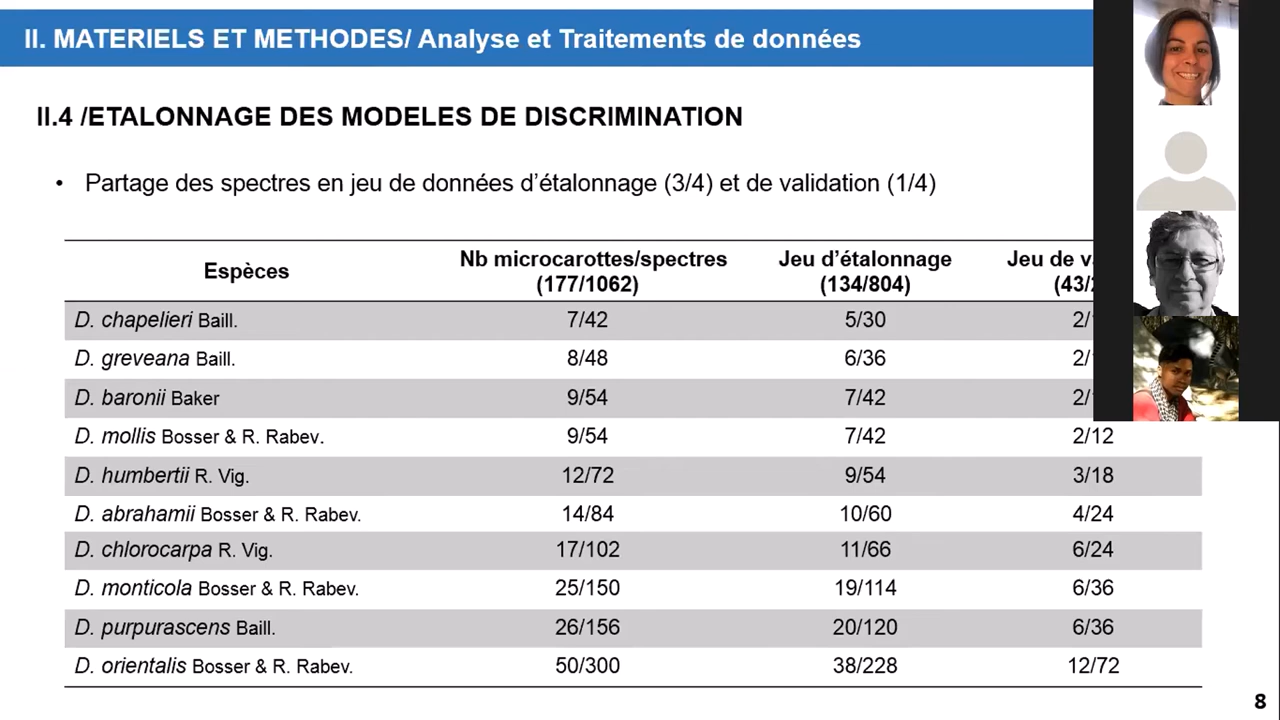 II. MATERIELS ET METHODES/ Analyse et Traitements de données
II.4 /ETALONNAGE DES MODELES DE DISCRIMINATION
• Partage des spectres en jeu de données d’étalonnage (3/4) et de validation (1/4)
Espèces Nb microcarottes/spectres (177/1062) Jeu d’étalonnage (134/804) Jeu de (43/
D. chapelieri Baill. 7/42 5/30 2/
D. greveana Baill. 8/48 6/36 2/
D. baronii Baker 9/54 7/42 2/
D. mollis Bosser & R. Rabev. 9/54 7/42 2/12
D. humbertii R. Vig. 12/72 9/54 3/18
D. abrahamii Bosser & R. Rabev. 14/84 10/60 4/24
D. chlorocarpa R. Vig. 17/102 11/66 6/24
D. monticola Bosser & R. Rabev. 25/150 19/114 6/36
D. purpurascens Baill. 26/156 20/120 6/36
D. orientalis Bosser & R. Rabev. 50/300 38/228 12/72
8